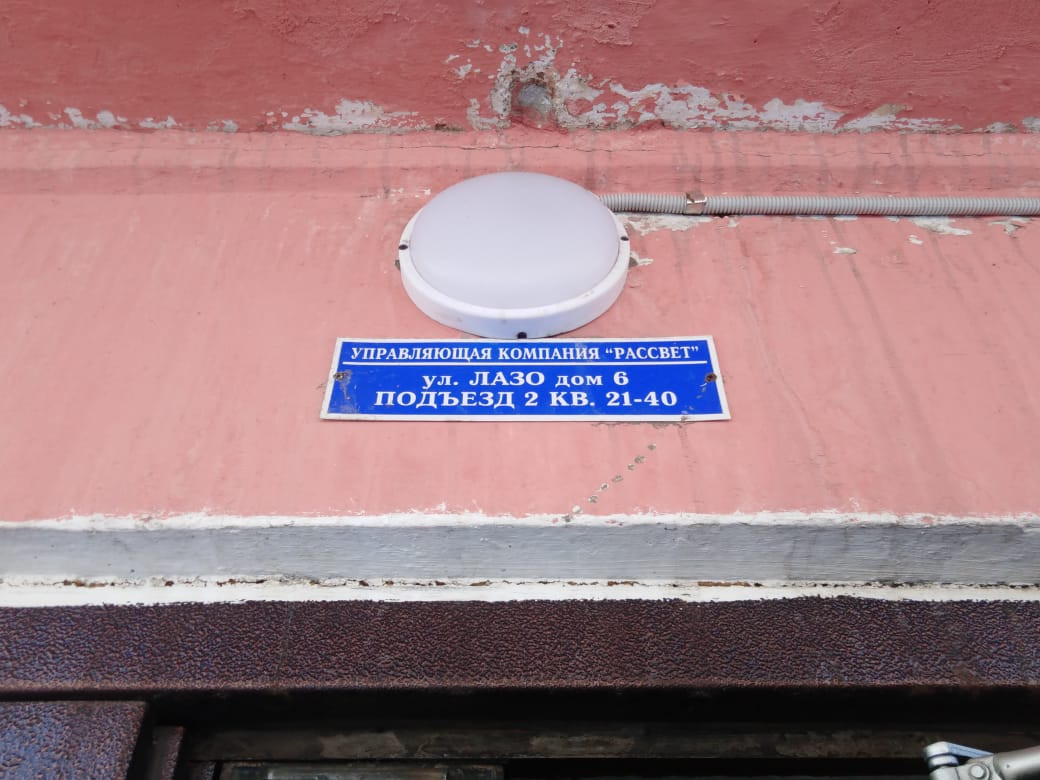 УПРАВЛЯЮЩАЯ КОМПАНИЯ "РАССВЕТ"
ул. ЛАЗО дом 6
ПОДЪЕЗД 2 КВ. 21-40